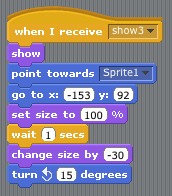 when I receive show3
show
point towards Sprite1
go to x: -153 y: 92
set size to 100 %
wait 1 secs
change size by -30
turn 15 degrees